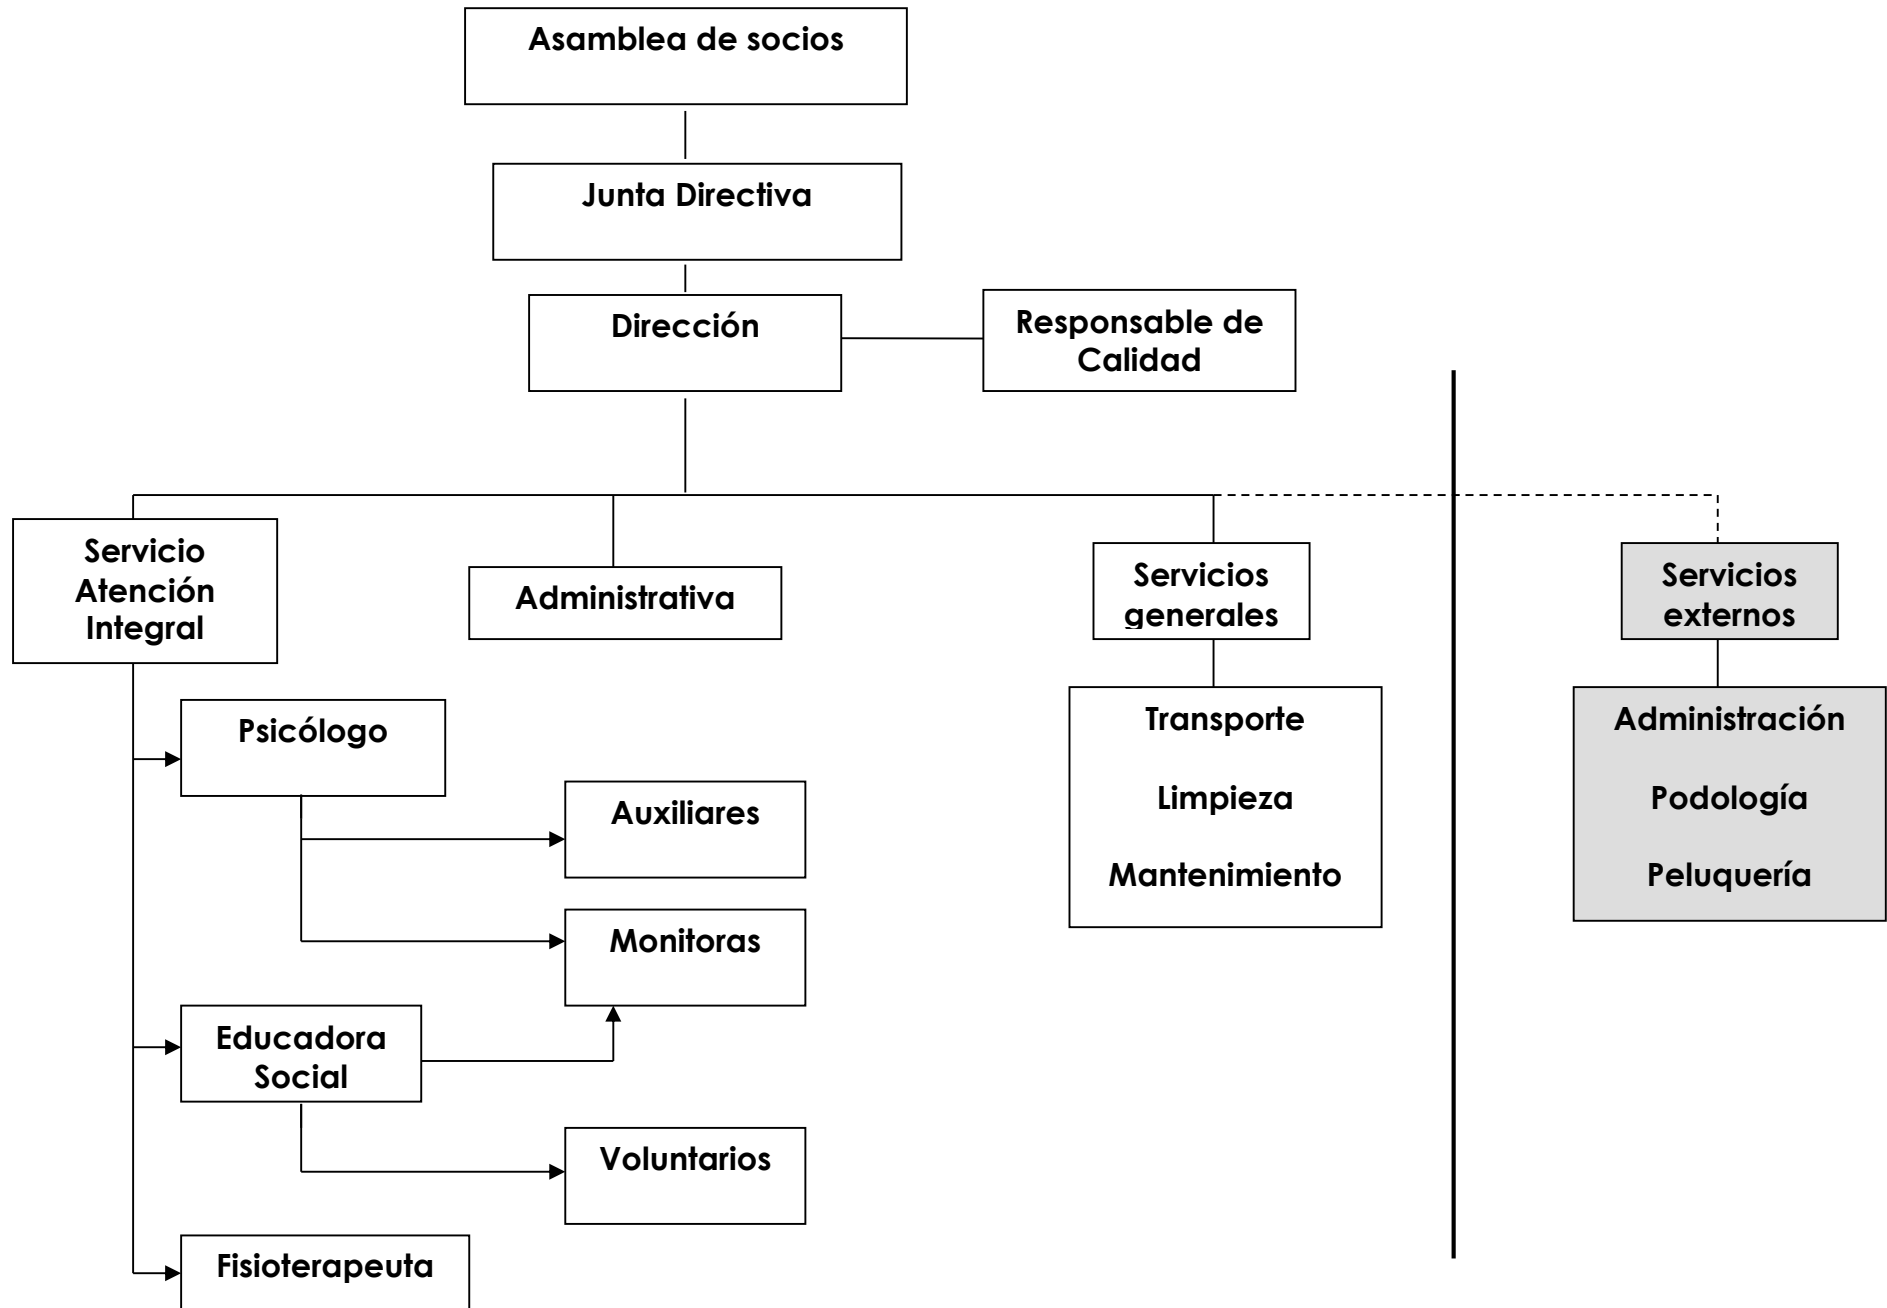 Asamblea de socios
Junta Directiva
Dirección
Responsable de
Calidad
Servicio
Atención
Integral
Administrativa
Servicios
generales
Servicios
externos
Psicólogo
Auxiliares
Monitoras
Educadora
Social
Voluntarios
Fisioterapeuta
Transporte
Limpieza
Mantenimiento
Administración
Podología
Peluquería